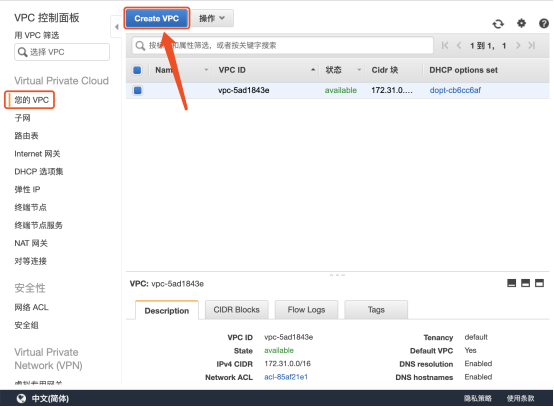 VPC 控制面板
用 VPC 筛选
选择 VPC
Virtual Private Cloud
您的 VPC
子网
路由表
Internet 网关
DHCP 选项集
弹性 IP
终端节点
终端节点服务
NAT 网关
对等连接
安全性
网络 ACL
安全组
Virtual Private
Network (VPN)
Create VPC 操作
和属性筛选，或者按关键字搜索 1 到 1， 1
VPC ID 状态 Cidr 块 DHCP options set
vpc-5ad1843e available 172.31.0.... dopt-cb6cc6af
VPC: vpc-5ad1843e
Description CIDR Blocks Flow Logs Tags
VPC ID vpc-5ad1843e Tenancy default
State available Default VPC Yes
IPv4 CIDR 172.31.0.0/16 DNS resolution Enabled
Network ACL acl-85af21e1 DNS hostnames Enabled
中文(简体) 隐私策略 使用条款